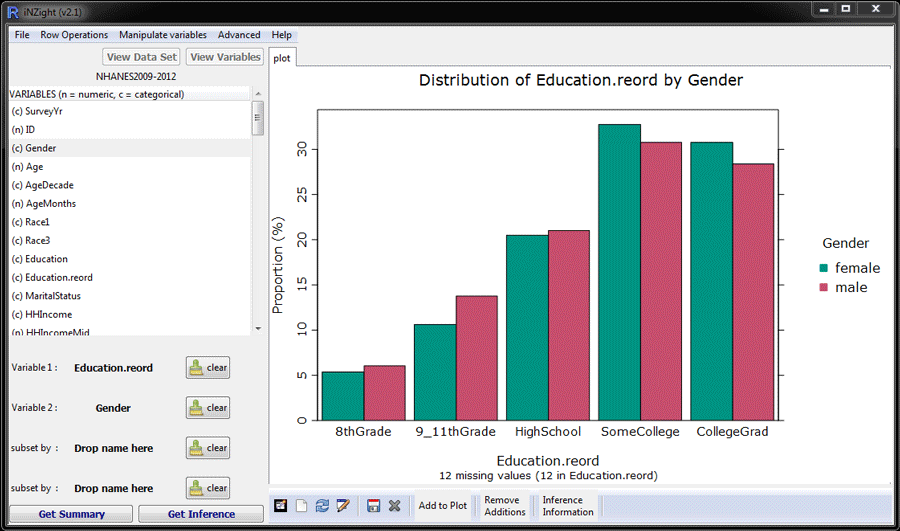 iNZight (v2.1)
File Row Operations Manipulate variables Advanced Help
View Data Set View Variables
NHANES2009-2012
VARIABLES (n = numeric, c = categorical)
(c) SurveyYr
(n) ID
(c) Gender
(n) Age
(c) AgeDecade
(n) AgeMonths
(c) Race1
(c) Race3
(c) Education
(c) Education.reord
(c) MaritalStatus
(c) HHIncome
(n) HHIncomeMid
Variable 1 : Education.reord clear
Variable 2 : Gender clear
subset by : Drop name here clear
subset by : Drop name here clear
Get Summary Get Inference
plot
Distribution of Education.reord by Gender
Proportion (%)
30
25
20
15
10
5
0
8thGrade 9_11thGrade HighSchool SomeCollege CollegeGrad
Education.reord
12 missing values (12 in Education.reord)
Gender
female
male
Add to Plot
Remove Additions
Inference Information